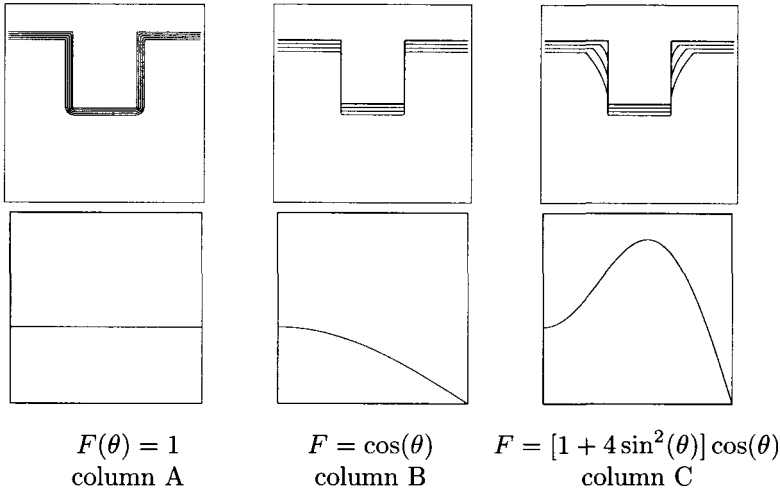 F(θ) = 1 F = cos(θ) F = [1 + 4 sin²(θ)] cos(θ)
column A column B column C